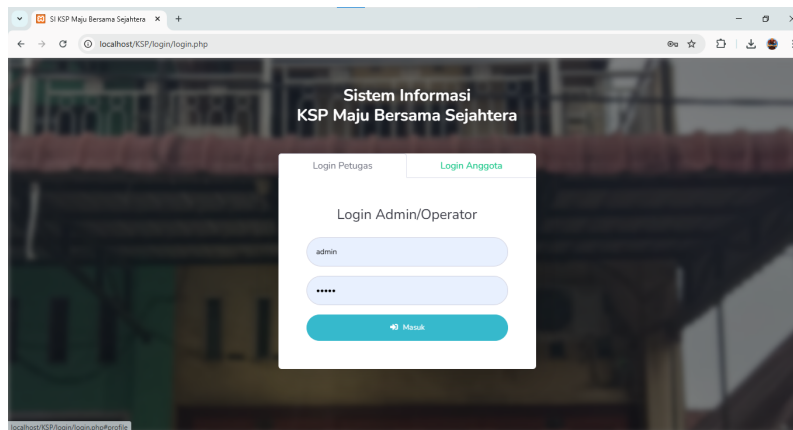 SI KSP Maju Bersama Sejahtera
localhost/KSP/login/login.php
Sistem Informasi
KSP Maju Bersama Sejahtera
Login Petugas
Login Anggota
Login Admin/Operator
admin
•••••
Masuk
localhost/KSP/login/login.php#profile